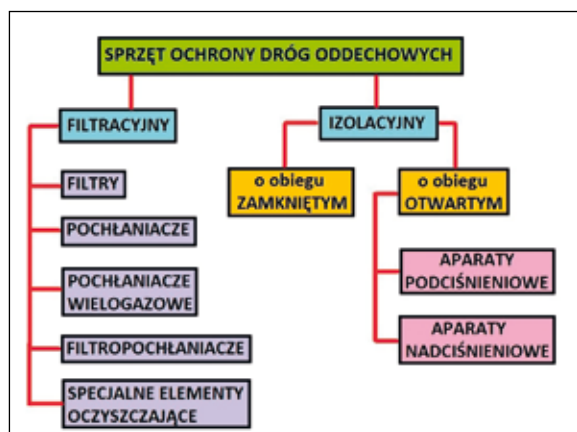 SPRZĘT OCHRONY DRÓG ODDECHOWYCH
FILTRACYJNY
FILTRY
POCHŁANIACZE
POCHŁANIACZE
WIELOGAZOWE
FILTROPOCHŁANIACZE
SPECJALNE ELEMENTY
OCZYSZCZAJĄCE
IZOLACYJNY
o obiegu
ZAMKNIĘTYM
o obiegu
OTWARTYM
APARATY
PODCIŚNIENIOWE
APARATY
NADCIŚNIENIOWE